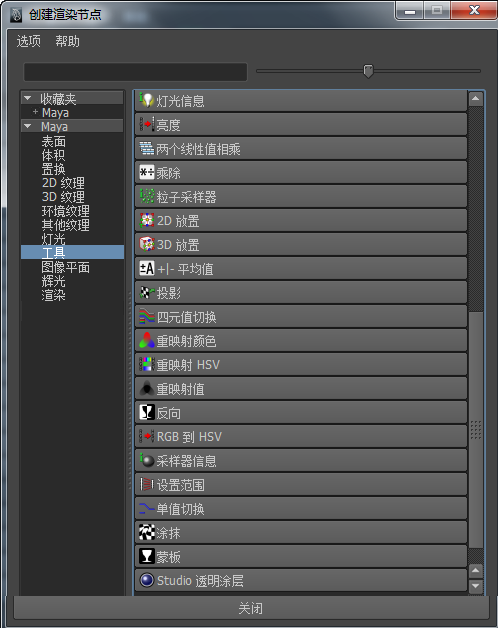 创建渲染节点
选项 帮助
收藏夹
+ Maya
Maya
表面
体积
置换
2D 纹理
3D 纹理
环境纹理
其他纹理
灯光
工具
图像平面
辉光
渲染
灯光信息
亮度
两个线性值相乘
乘除
粒子采样器
2D 放置
3D 放置
+|- 平均值
投影
四元值切换
重映射颜色
重映射 HSV
重映射值
反向
RGB 到 HSV
采样器信息
设置范围
单值切换
涂抹
蒙板
Studio 透明涂层
关闭